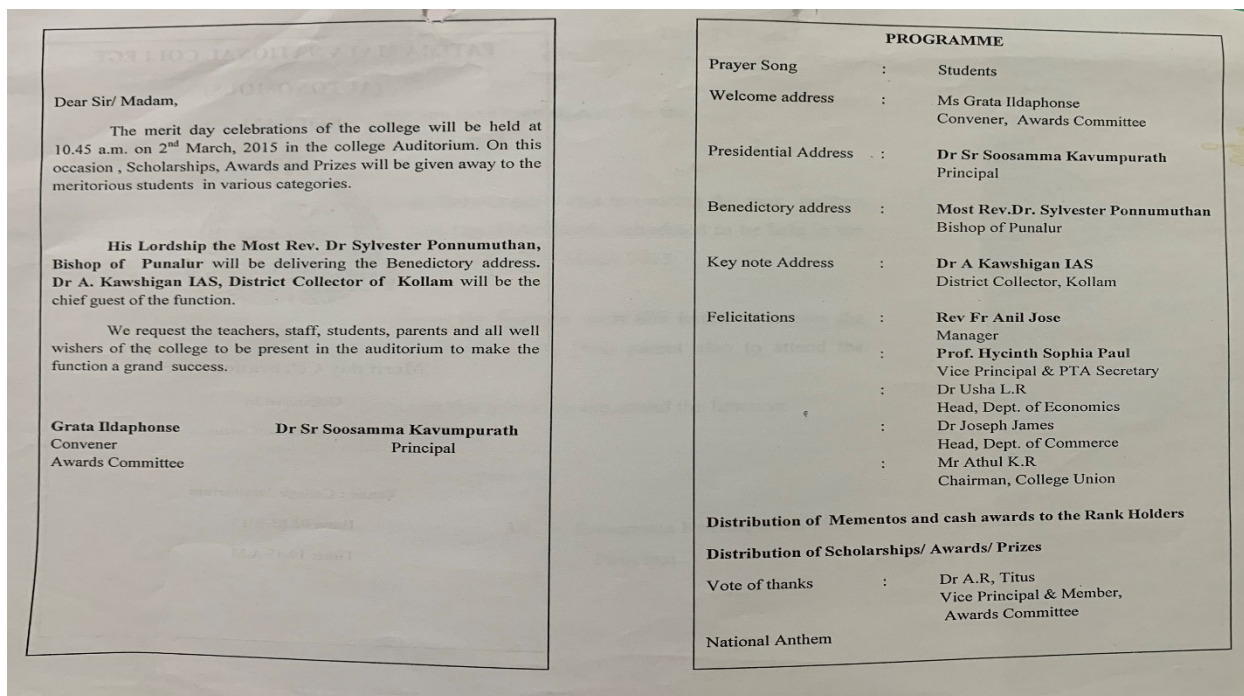 Dear Sir/ Madam,
The merit day celebrations of the college will be held at
10.45 a.m. on 2nd March, 2015 in the college Auditorium. On this
occasion , Scholarships, Awards and Prizes will be given away to the
meritorious students in various categories.
His Lordship the Most Rev. Dr Sylvester Ponnumuthan,
Bishop of Punalur will be delivering the Benedictory address.
Dr A. Kawshigan IAS, District Collector of Kollam will be the
chief guest of the function.
We request the teachers, staff, students, parents and all well
wishers of the college to be present in the auditorium to make the
function a grand success.
Grata Ildaphonse Dr Sr Soosamma Kavumpurath
Convener Principal
Awards Committee
PROGRAMME
Prayer Song : Students
Welcome address : Ms Grata Ildaphonse
Convener, Awards Committee
Presidential Address : Dr Sr Soosamma Kavumpurath
Principal
Benedictory address : Most Rev.Dr. Sylvester Ponnumuthan
Bishop of Punalur
Key note Address : Dr A Kawshigan IAS
District Collector, Kollam
Felicitations : Rev Fr Anil Jose
Manager
: Prof. Hycinth Sophia Paul
Vice Principal & PTA Secretary
: Dr Usha L.R
Head, Dept. of Economics
: Dr Joseph James
Head, Dept. of Commerce
: Mr Athul K.R
Chairman, College Union
Distribution of Mementos and cash awards to the Rank Holders
Distribution of Scholarships/ Awards/ Prizes
Vote of thanks : Dr A.R, Titus
Vice Principal & Member,
Awards Committee
National Anthem